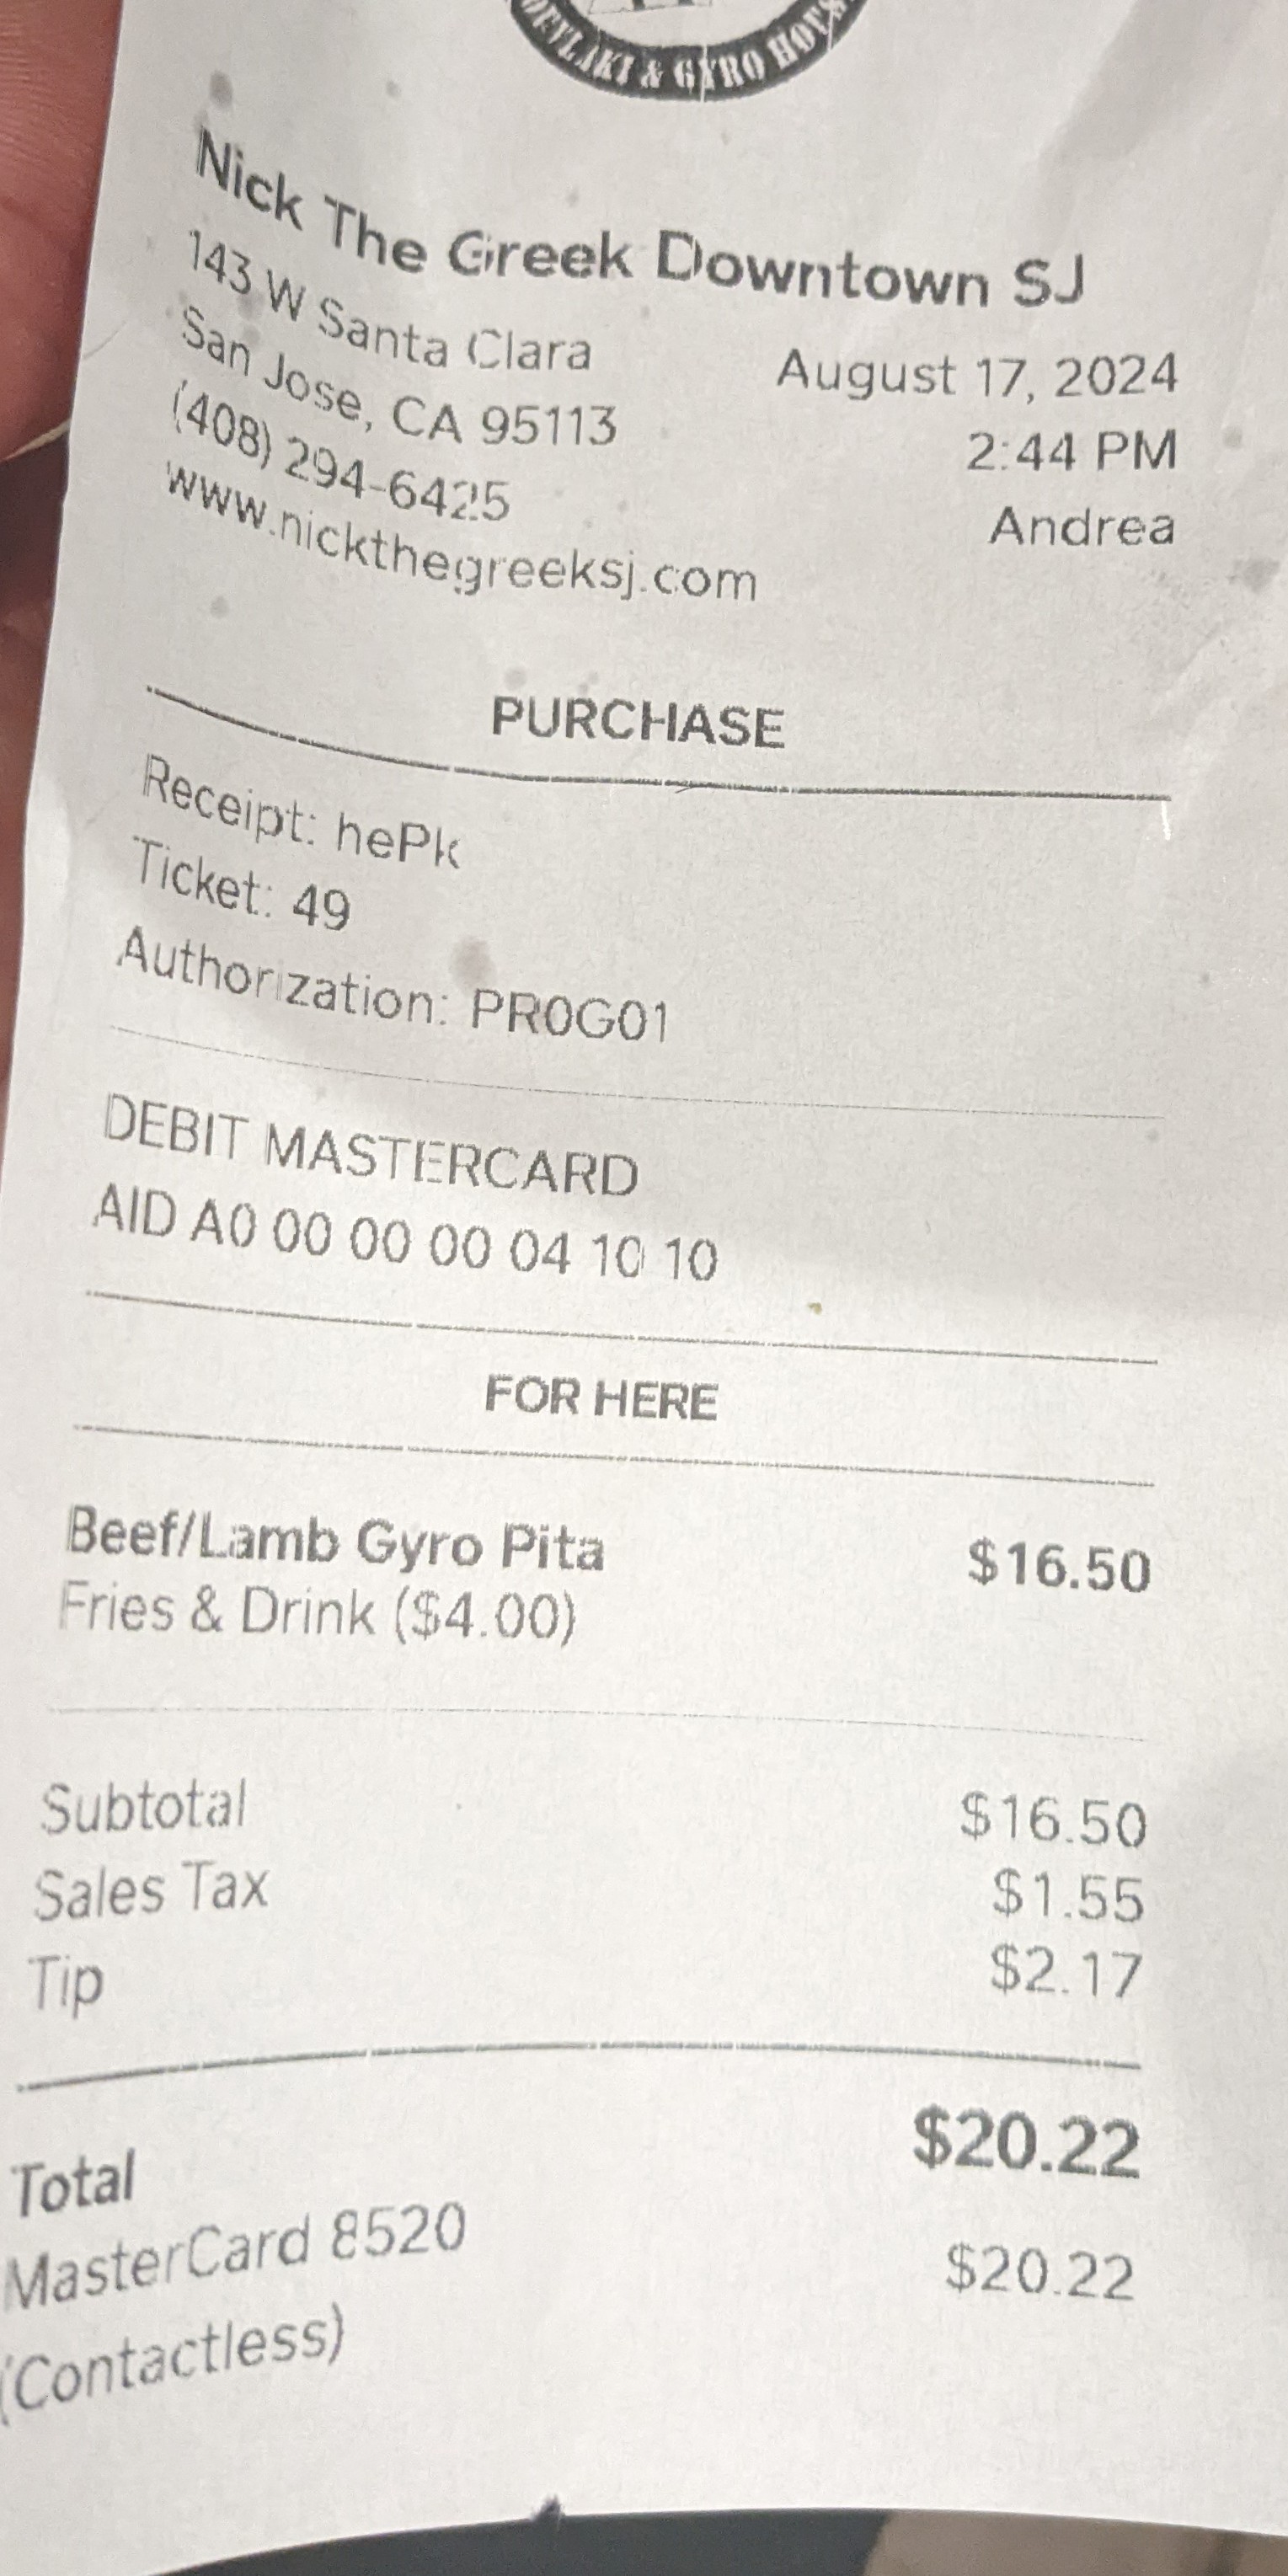 & GYRO
Nick The Greek Downtown SJ
143 W Santa Clara
August 17, 2024
San Jose, CA 95113
2:44 PM
(408) 294-6425
Andrea
www.nickthegreeksj.com
PURCHASE
Receipt: hePk
Ticket: 49
Authorization: PR0G01
DEBIT MASTERCARD
AID A0 00 00 00 04 10 10
FOR HERE
Beef/Lamb Gyro Pita $16.50
Fries & Drink ($4.00)
Subtotal $16.50
Sales Tax $1.55
Tip $2.17
Total $20.22
MasterCard 8520 $20.22
(Contactless)